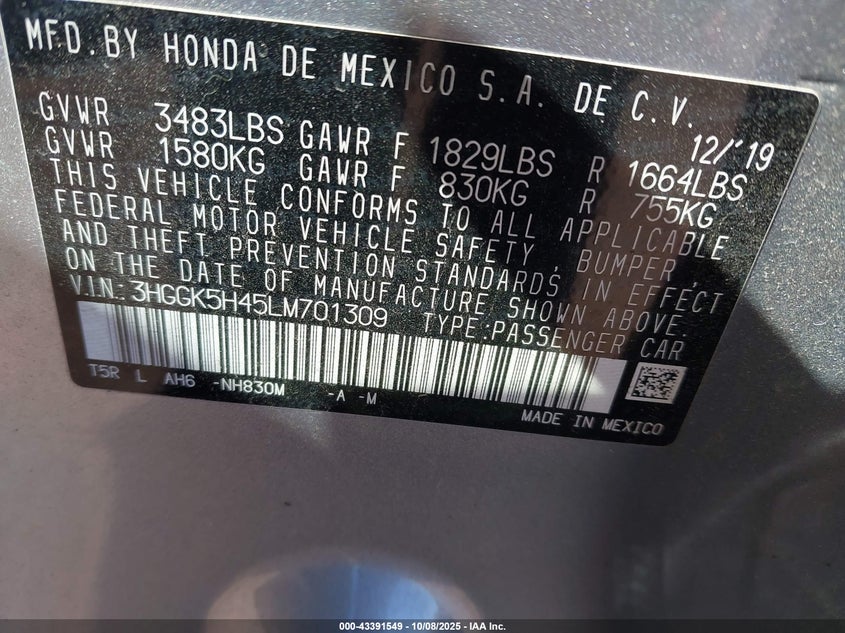 MFD. BY HONDA DE MEXICO S.A. DE C.V. 12/'19
GVWR 3483LBS GAWR F 1829LBS R 1664LBS
GVWR 1580KG GAWR F 830KG R 755KG
THIS VEHICLE CONFORMS TO ALL APPLICABLE
FEDERAL MOTOR VEHICLE SAFETY, BUMPER,
AND THEFT PREVENTION STANDARDS IN EFFECT
ON THE DATE OF MANUFACTURE SHOWN ABOVE.
VIN: 3HGGK5H45LM701309 TYPE:PASSENGER CAR
T5R L AH6 -NH830M -A -M
MADE IN MEXICO
000-43391549 | 10/08/2025 - IAA Inc.